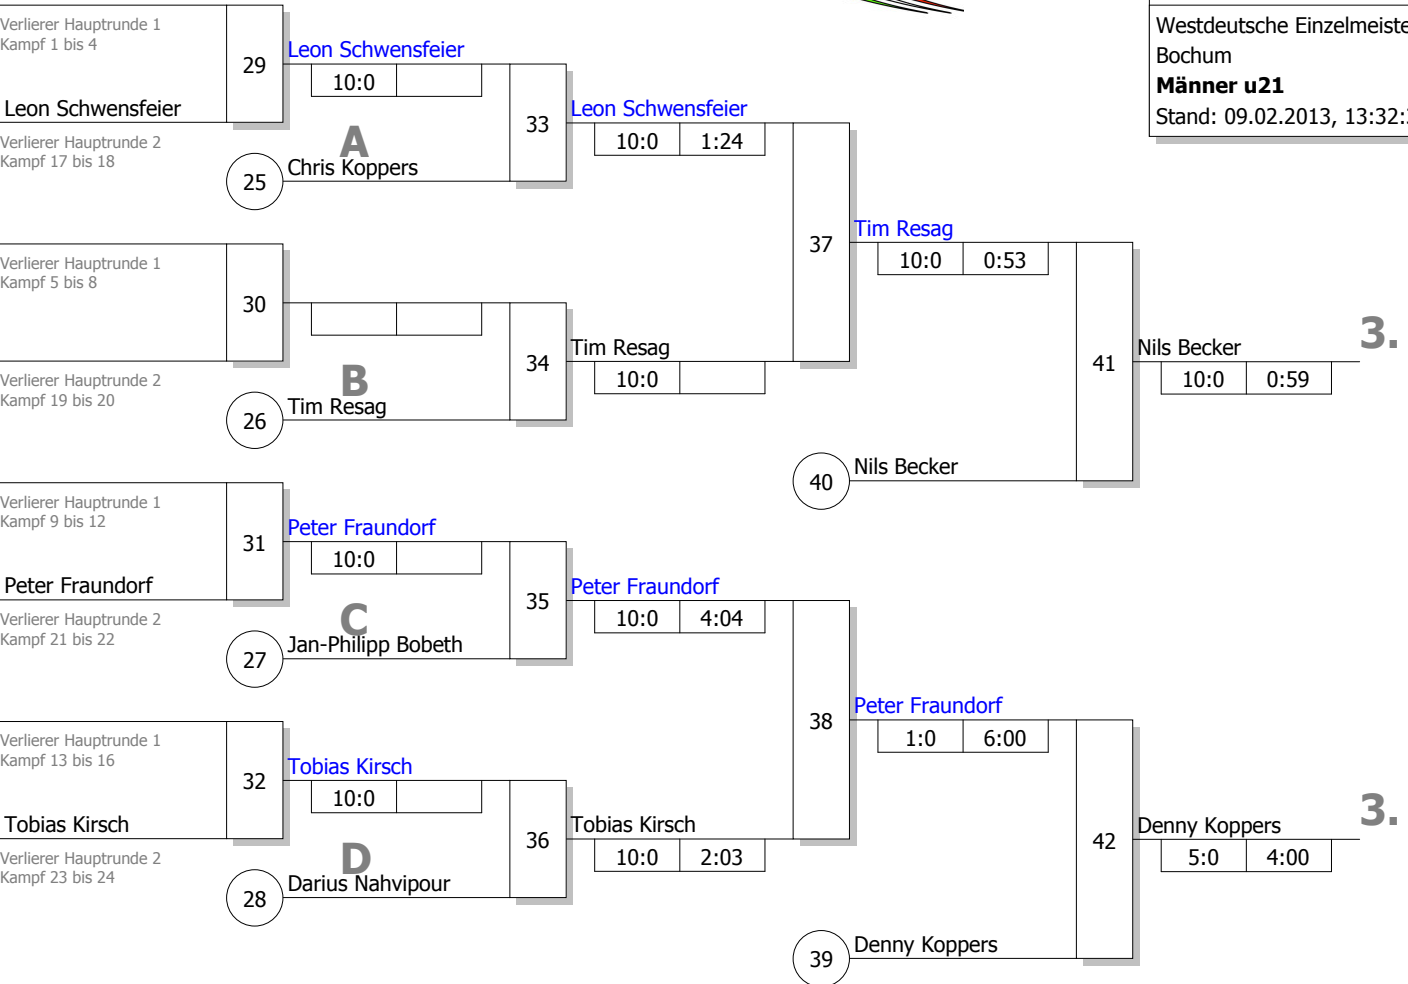 Westdeutsche Einzelmeiste
Bochum
Männer u21
Stand: 09.02.2013, 13:32:
Verlierer Hauptrunde 1
Kampf 1 bis 4
29
Leon Schwensfeier
10:0
Leon Schwensfeier
Verlierer Hauptrunde 2
Kampf 17 bis 18
A
25
Chris Koppers
33
Leon Schwensfeier
10:0 1:24
Verlierer Hauptrunde 1
Kampf 5 bis 8
30
Verlierer Hauptrunde 2
Kampf 19 bis 20
B
26
Tim Resag
34
Tim Resag
10:0
37
Tim Resag
10:0 0:53
40
Nils Becker
41
Nils Becker
10:0 0:59
3.
Verlierer Hauptrunde 1
Kampf 9 bis 12
31
Peter Fraundorf
10:0
Peter Fraundorf
Verlierer Hauptrunde 2
Kampf 21 bis 22
C
27
Jan-Philipp Bobeth
35
Peter Fraundorf
10:0 4:04
Verlierer Hauptrunde 1
Kampf 13 bis 16
32
Tobias Kirsch
10:0
Tobias Kirsch
Verlierer Hauptrunde 2
Kampf 23 bis 24
D
28
Darius Nahvipour
36
Tobias Kirsch
10:0 2:03
38
Peter Fraundorf
1:0 6:00
39
Denny Koppers
42
Denny Koppers
5:0 4:00
3.